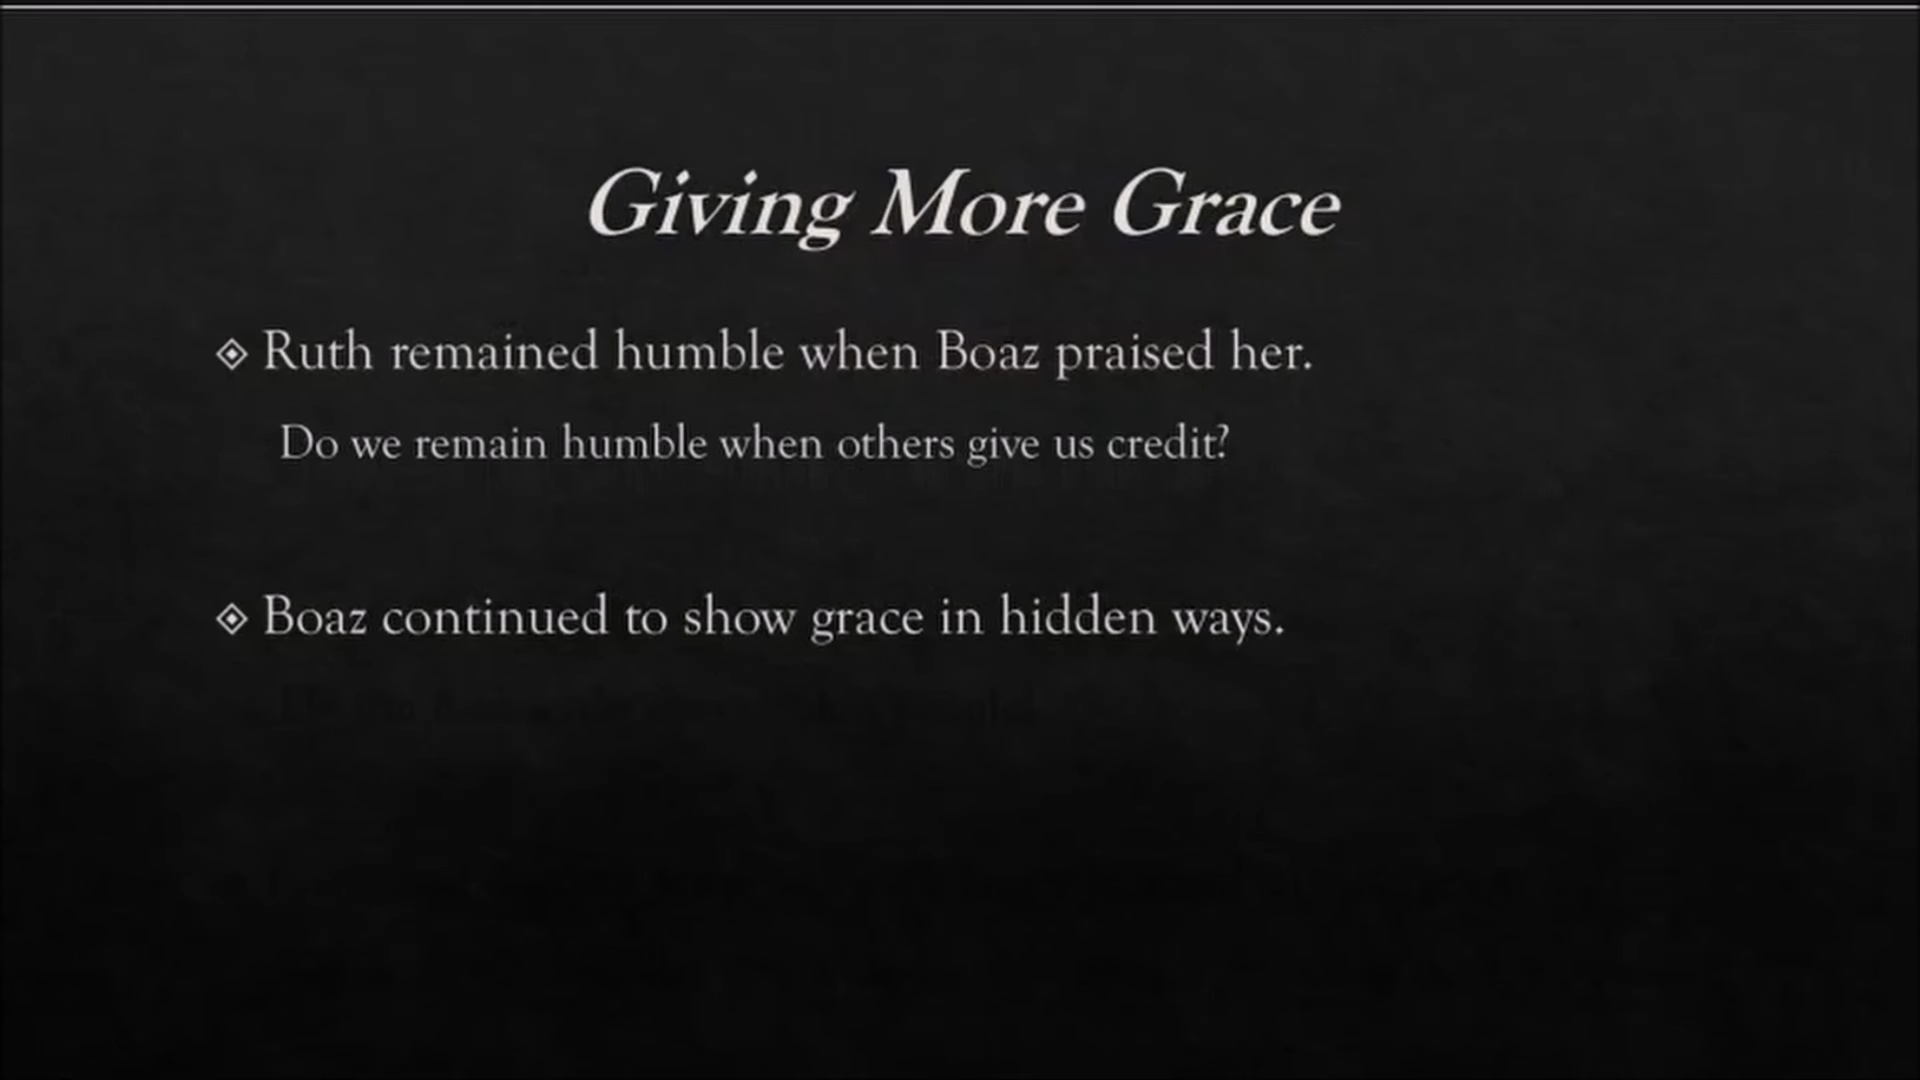 Giving More Grace
Ruth remained humble when Boaz praised her.
Do we remain humble when others give us credit?
Boaz continued to show grace in hidden ways.